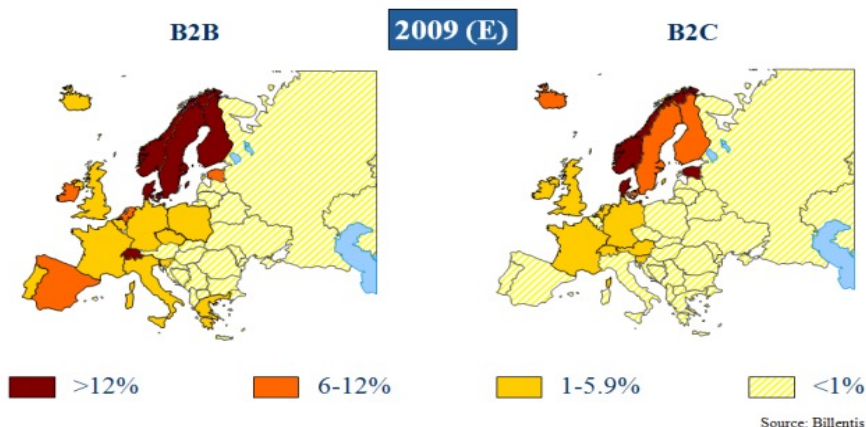 B2B
2009 (E)
B2C
>12%
6-12%
1-5.9%
<1%
Source: Billentis